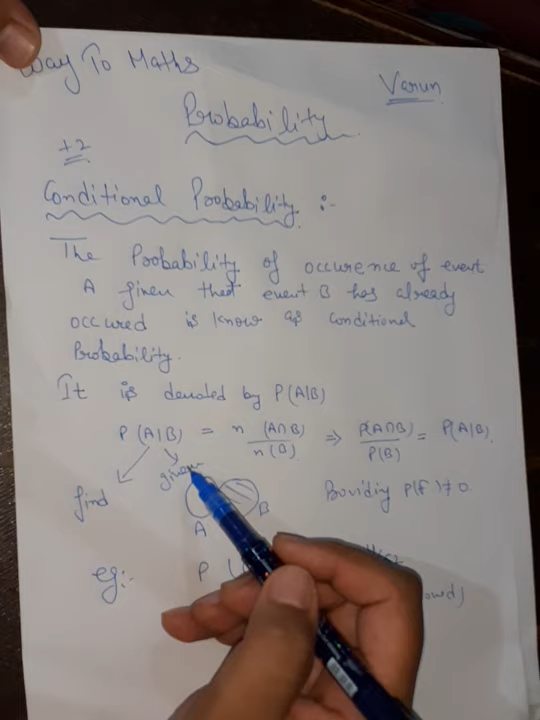 Way To Maths
Varun
Probability
+2
Conditional Probability :-
The Probability of occurence of event
A given that event B has already
occured is know as conditional
Probability.
It is denoted by P(A|B)
P(A|B) = n (A∩B) / n(B) => P(A∩B) / P(B) = P(A|B).
find
given
A B
P(F) ≠ 0
eg:-
P